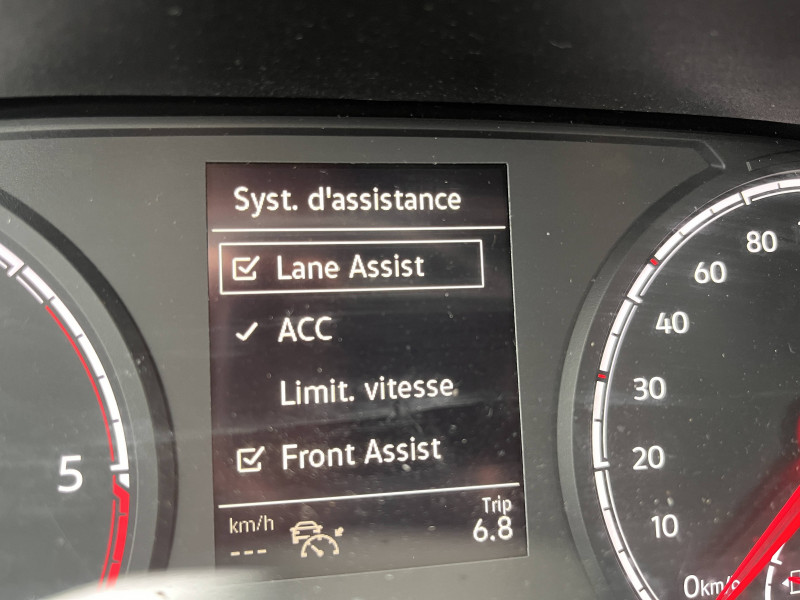 Syst. d'assistance
Lane Assist
ACC
Limit. vitesse
Front Assist
km/h
---
Trip
6.8
5
80
60
40
30
20
10
0km/h